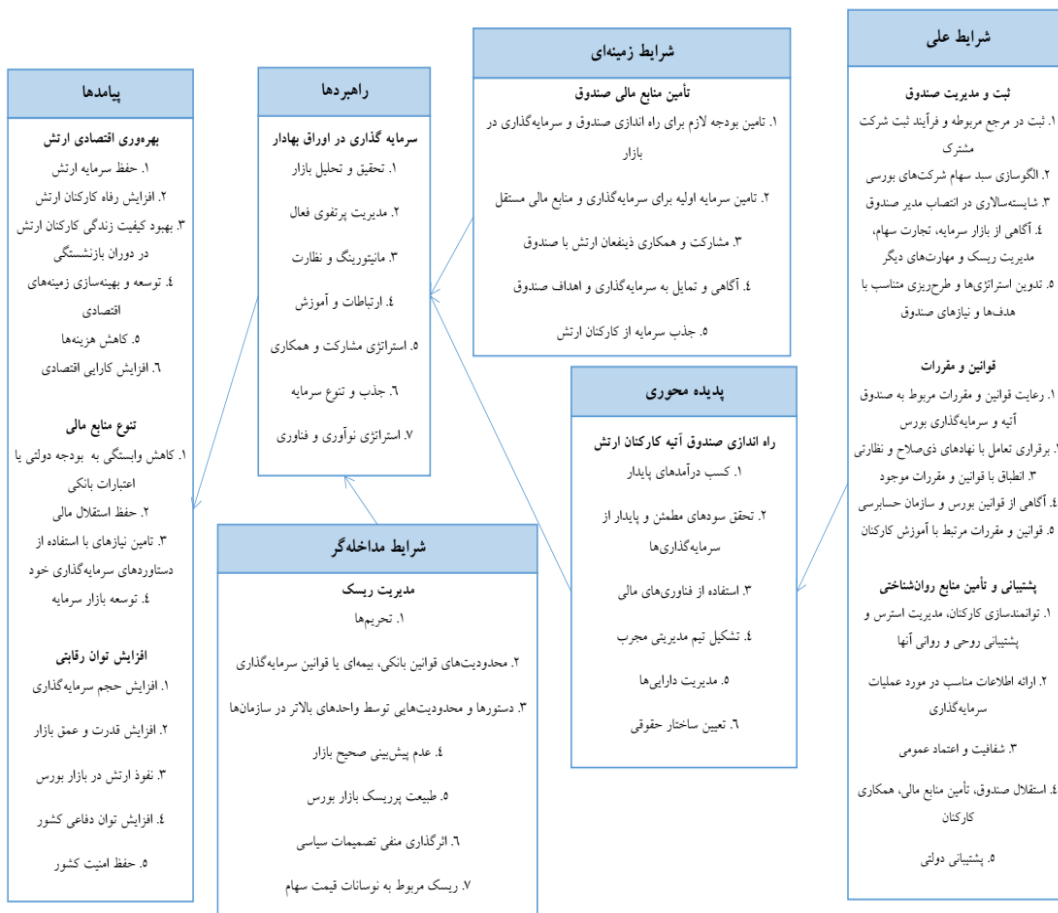 شرایط علی
ثبت و مدیریت صندوق
۱. ثبت در مرجع مربوطه و فرآیند ثبت شرکت
مشترک
۲. الگوسازی سبد سهام شرکت‌های بورسی
۳. شایسته‌سالاری در انتصاب مدیر صندوق
٤. آگاهی از بازار سرمایه، تجارت سهام،
مدیریت ریسک و مهارت‌های دیگر
۵. تدوین استراتژی‌ها و طرح‌ریزی متناسب با
هدف‌ها و نیازهای صندوق
قوانین و مقررات
۱. رعایت قوانین و مقررات مربوط به صندوق
آتیه و سرمایه‌گذاری بورس
۲. برقراری تعامل با نهادهای ذی‌صلاح و نظارتی
۳. انطباق با قوانین و مقررات موجود
٤. آگاهی از قوانین بورس و سازمان حسابرسی
۵. قوانین و مقررات مرتبط با آموزش کارکنان
پشتیبانی و تأمین منابع روان‌شناختی
۱. توانمندسازی کارکنان، مدیریت استرس و
پشتیبانی روحی و روانی آنها
۲. ارائه اطلاعات مناسب در مورد عملیات
سرمایه‌گذاری
۳. شفافیت و اعتماد عمومی
٤. استقلال صندوق، تأمین منابع مالی، همکاری
کارکنان
۵. پشتیبانی دولتی
شرایط زمینه‌ای
تأمین منابع مالی صندوق
۱. تامین بودجه لازم برای راه اندازی صندوق و سرمایه‌گذاری در
بازار
۲. تامین سرمایه اولیه برای سرمایه‌گذاری و منابع مالی مستقل
۳. مشارکت و همکاری ذینفعان ارتش با صندوق
٤. آگاهی و تمایل به سرمایه‌گذاری و اهداف صندوق
۵. جذب سرمایه از کارکنان ارتش
پدیده محوری
راه اندازی صندوق آتیه کارکنان ارتش
۱. کسب درآمدهای پایدار
۲. تحقق سودهای مطمئن و پایدار از
سرمایه‌گذاری‌ها
۳. استفاده از فناوری‌های مالی
٤. تشکیل تیم مدیریتی مجرب
۵. مدیریت دارایی‌ها
۶. تعیین ساختار حقوقی
راهبردها
سرمایه گذاری در اوراق بهادار
۱. تحقیق و تحلیل بازار
۲. مدیریت پرتفوی فعال
۳. مانیتورینگ و نظارت
٤. ارتباطات و آموزش
۵. استراتژی مشارکت و همکاری
۶. جذب و تنوع سرمایه
۷. استراتژی نوآوری و فناوری
شرایط مداخله‌گر
مدیریت ریسک
۱. تحریم‌ها
۲. محدودیت‌های قوانین بانکی، بیمه‌ای یا قوانین سرمایه‌گذاری
۳. دستورها و محدودیت‌هایی توسط واحدهای بالاتر در سازمان‌ها
٤. عدم پیش‌بینی صحیح بازار
۵. طبیعت پرریسک بازار بورس
۶. اثرگذاری منفی تصمیمات سیاسی
۷. ریسک مربوط به نوسانات قیمت سهام
پیامدها
بهره‌وری اقتصادی ارتش
۱. حفظ سرمایه ارتش
۲. افزایش رفاه کارکنان ارتش
۳. بهبود کیفیت زندگی کارکنان ارتش
در دوران بازنشستگی
٤. توسعه و بهینه‌سازی زمینه‌های
اقتصادی
۵. کاهش هزینه‌ها
۶. افزایش کارایی اقتصادی
تنوع منابع مالی
۱. کاهش وابستگی به بودجه دولتی یا
اعتبارات بانکی
۲. حفظ استقلال مالی
۳. تامین نیازهای با استفاده از
دستاوردهای سرمایه‌گذاری خود
٤. توسعه بازار سرمایه
افزایش توان رقابتی
۱. افزایش حجم سرمایه‌گذاری
۲. افزایش قدرت و عمق بازار
۳. نفوذ ارتش در بازار بورس
٤. افزایش توان دفاعی کشور
۵. حفظ امنیت کشور